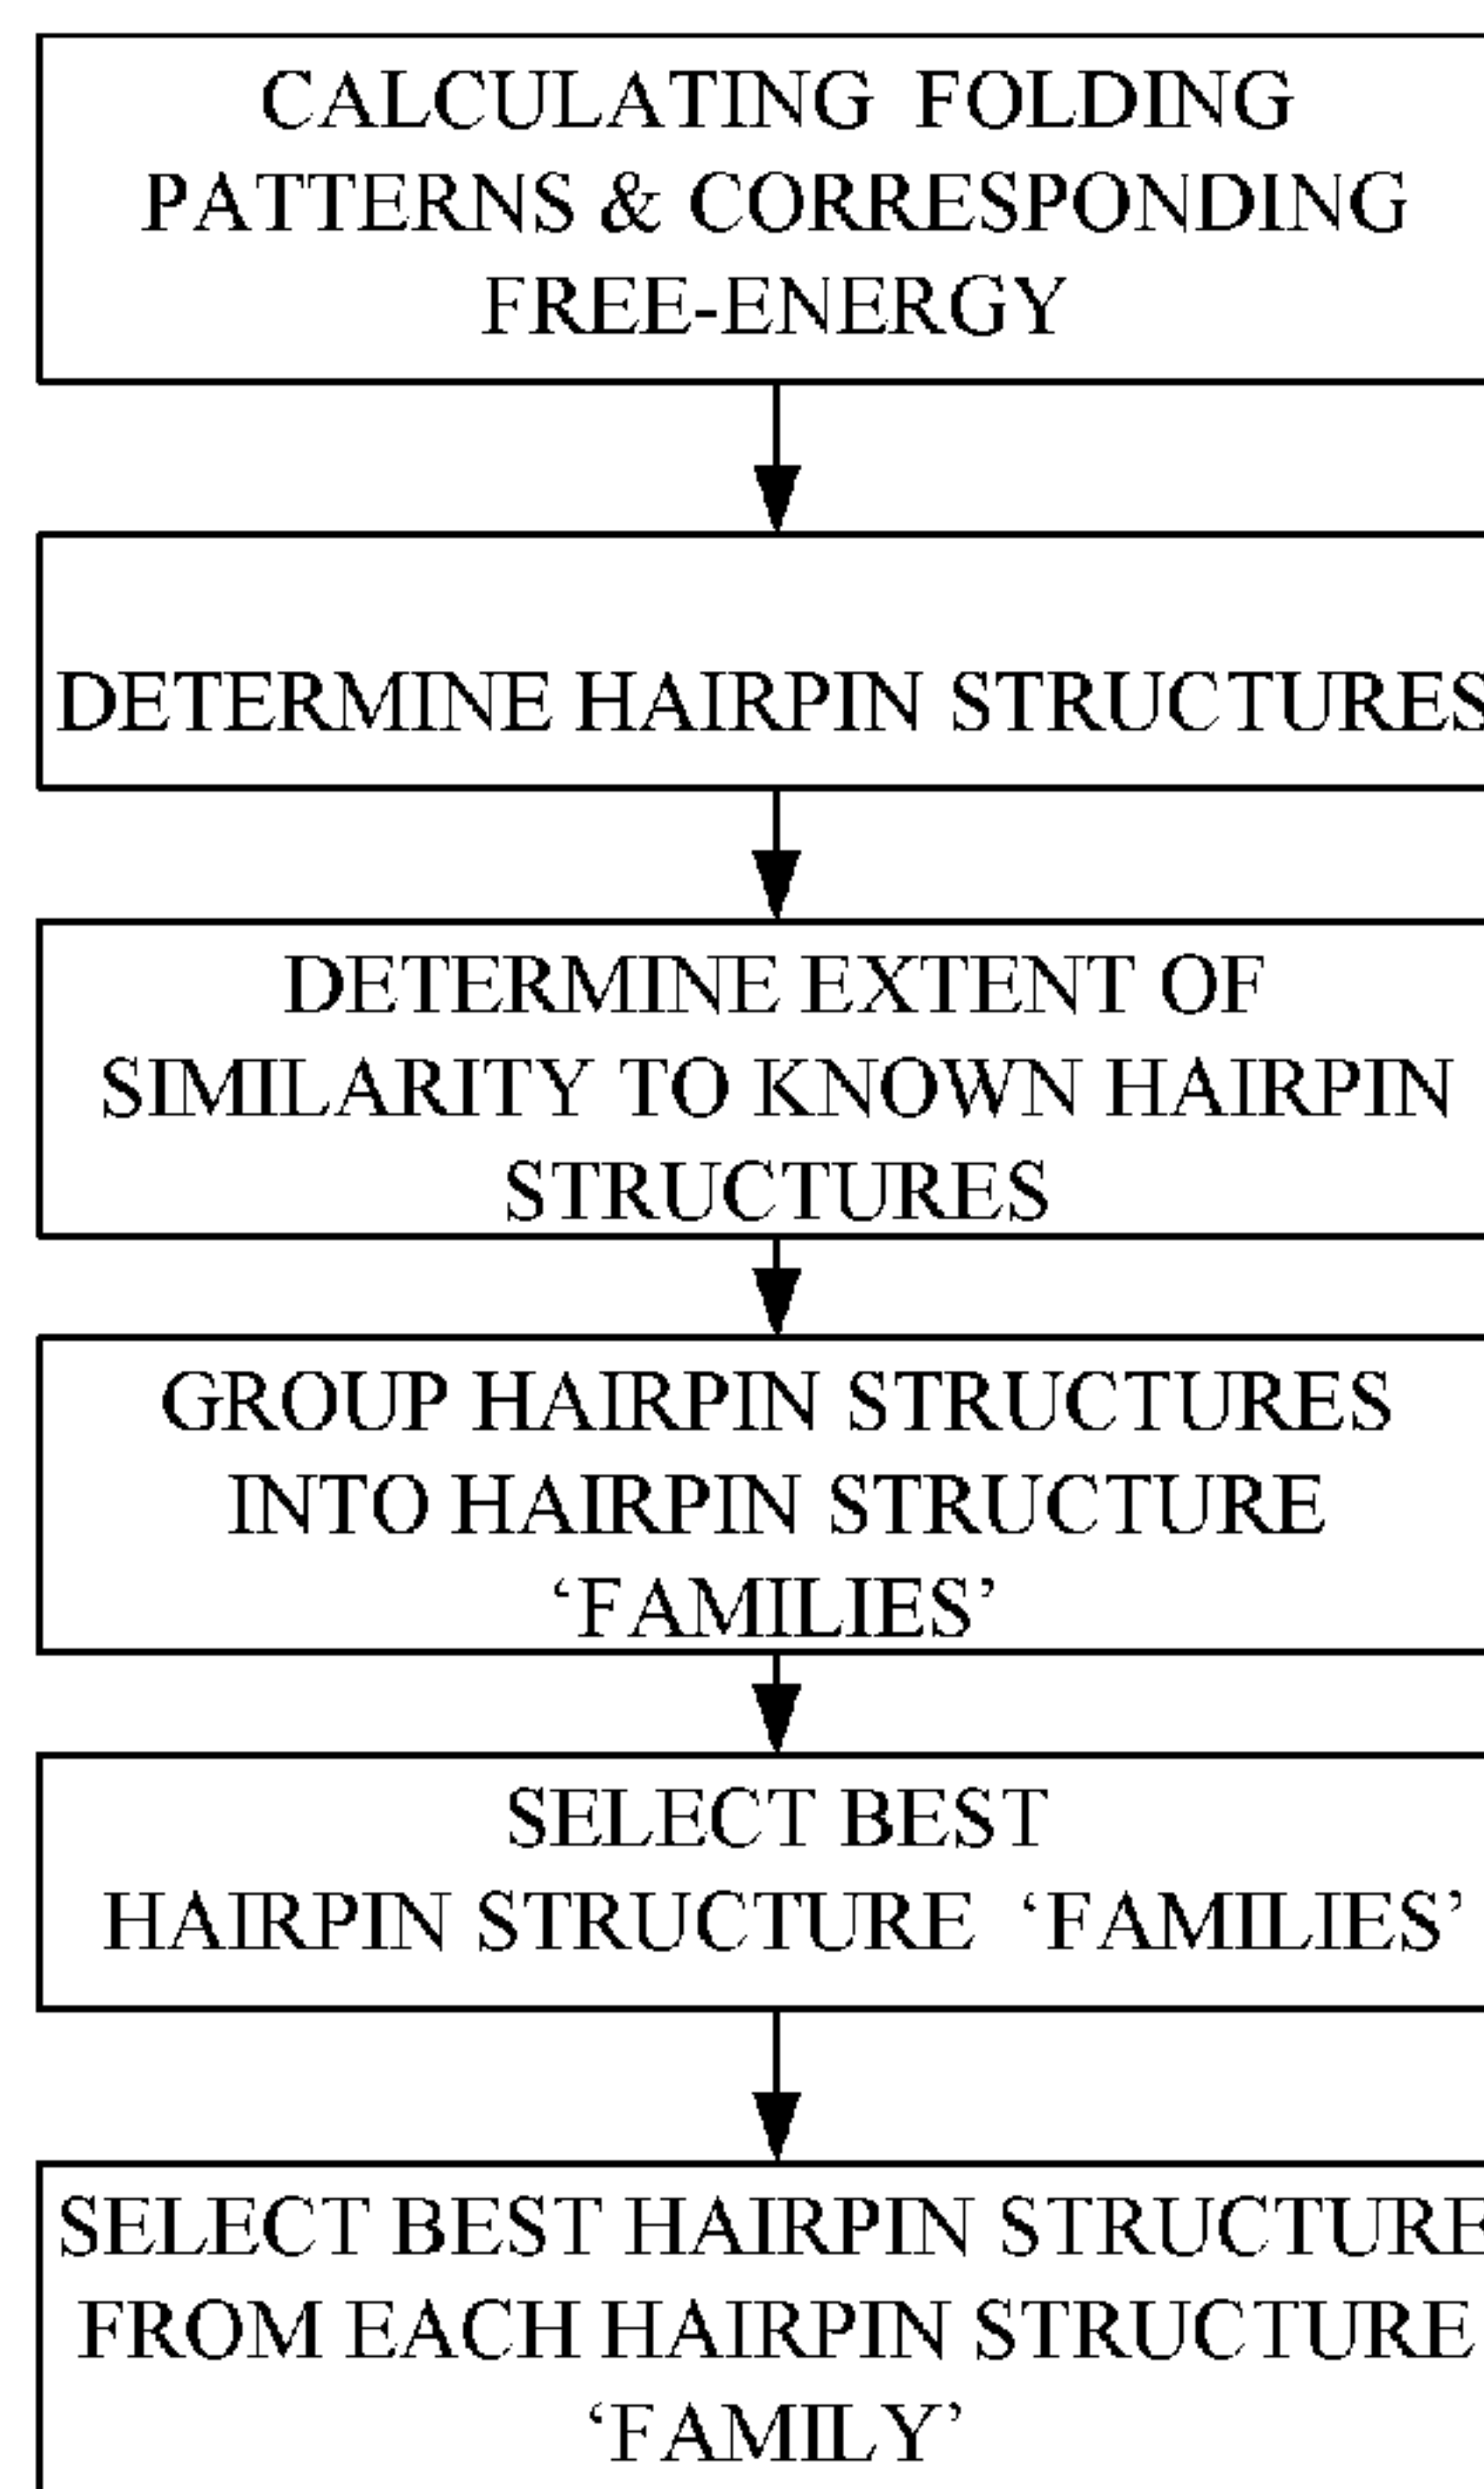 CALCULATING FOLDING
PATTERNS & CORRESPONDING
FREE-ENERGY
DETERMINE HAIRPIN STRUCTURES
DETERMINE EXTENT OF
SIMILARITY TO KNOWN HAIRPIN
STRUCTURES
GROUP HAIRPIN STRUCTURES
INTO HAIRPIN STRUCTURE
‘FAMILIES’
SELECT BEST
HAIRPIN STRUCTURE ‘FAMILIES’
SELECT BEST HAIRPIN STRUCTURE
FROM EACH HAIRPIN STRUCTURE
‘FAMILY’